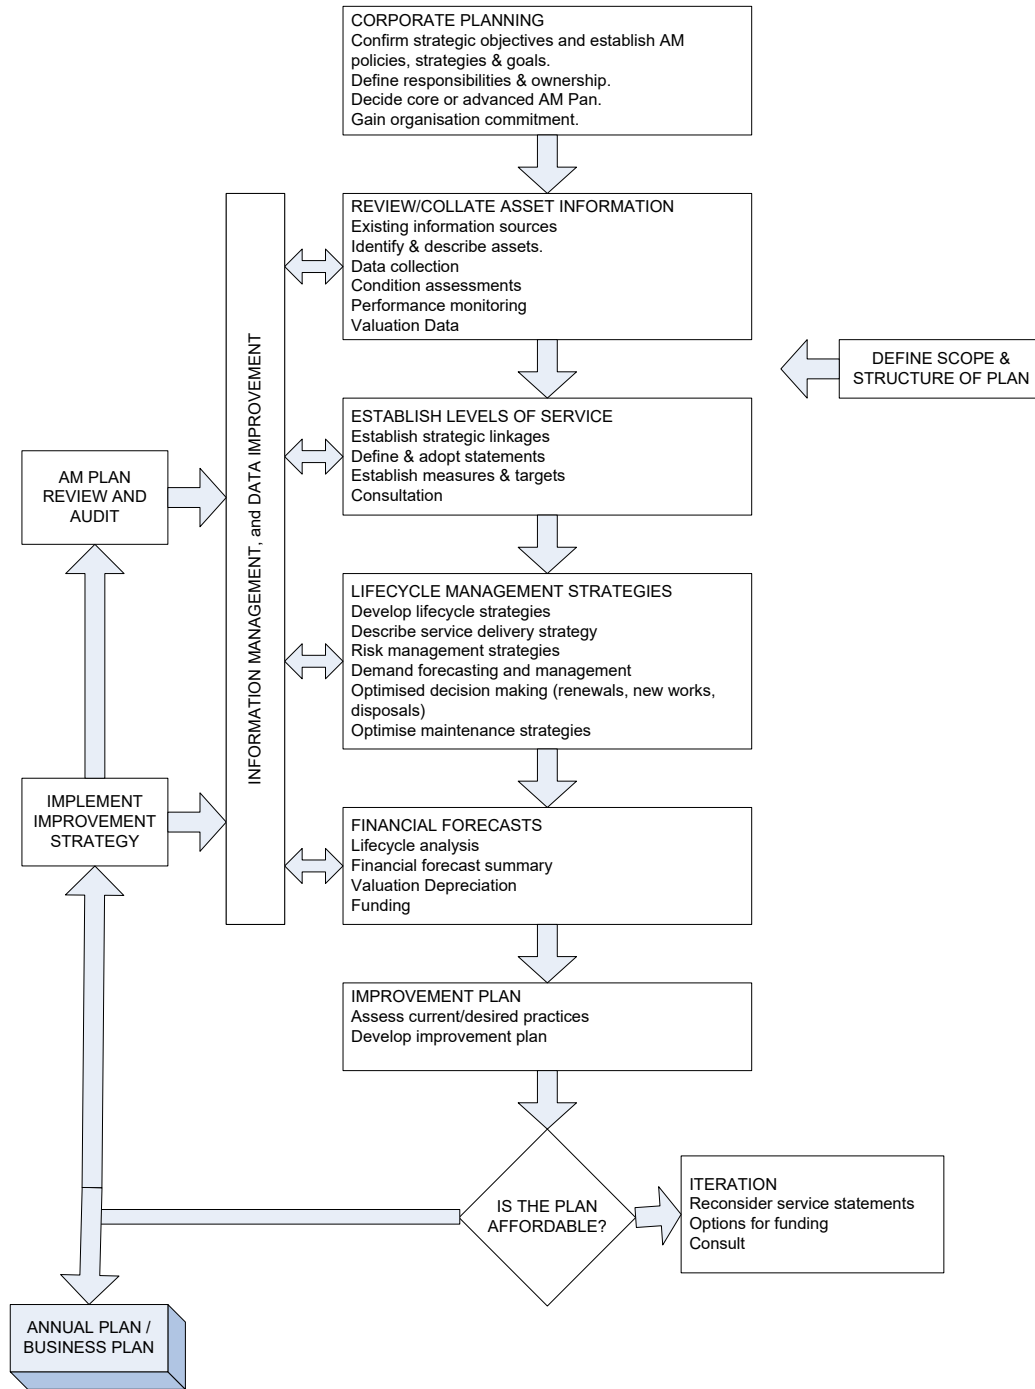 CORPORATE PLANNING
Confirm strategic objectives and establish AM
policies, strategies & goals.
Define responsibilities & ownership.
Decide core or advanced AM Pan.
Gain organisation commitment.
REVIEW/COLLATE ASSET INFORMATION
Existing information sources
Identify & describe assets.
Data collection
Condition assessments
Performance monitoring
Valuation Data
INFORMATION MANAGEMENT, and DATA IMPROVEMENT
DEFINE SCOPE &
STRUCTURE OF PLAN
ESTABLISH LEVELS OF SERVICE
Establish strategic linkages
Define & adopt statements
Establish measures & targets
Consultation
AM PLAN
REVIEW AND
AUDIT
LIFECYCLE MANAGEMENT STRATEGIES
Develop lifecycle strategies
Describe service delivery strategy
Risk management strategies
Demand forecasting and management
Optimised decision making (renewals, new works,
disposals)
Optimise maintenance strategies
IMPLEMENT
IMPROVEMENT
STRATEGY
FINANCIAL FORECASTS
Lifecycle analysis
Financial forecast summary
Valuation Depreciation
Funding
IMPROVEMENT PLAN
Assess current/desired practices
Develop improvement plan
IS THE PLAN
AFFORDABLE?
ITERATION
Reconsider service statements
Options for funding
Consult
ANNUAL PLAN /
BUSINESS PLAN